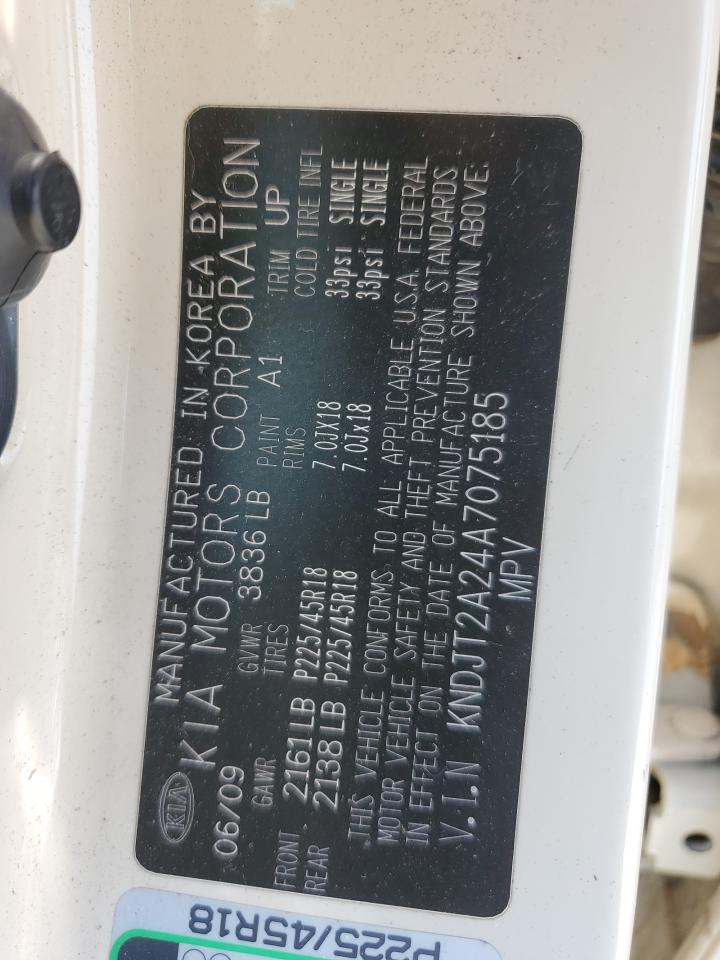 KIA
MANUFACTURED IN KOREA BY
KIA MOTORS CORPORATION
06/09 GVWR 3836 LB PAINT A1 TRIM UP
GAWR TIRES RIMS COLD TIRE INFL
FRONT 2161LB P225/45R18 7.0JX18 33psi SINGLE
REAR 2138 LB P225/45R18 7.0Jx18 33psi SINGLE
THIS VEHICLE CONFORMS TO ALL APPLICABLE U.S.A. FEDERAL
MOTOR VEHICLE SAFETY AND THEFT PREVENTION STANDARDS
IN EFFECT ON THE DATE OF MANUFACTURE SHOWN ABOVE.
V.I.N KNDJT2A24A7075185
MPV
P225/45R18